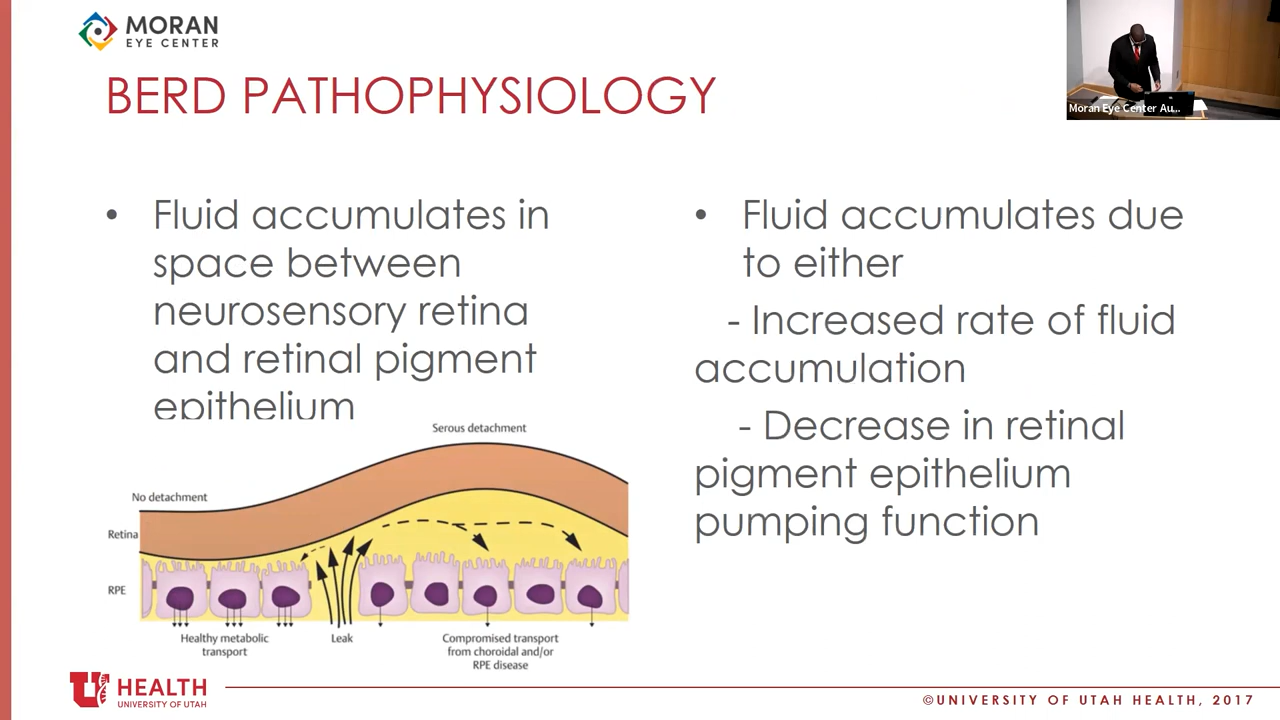 MORAN
EYE CENTER
BERD PATHOPHYSIOLOGY
Moran Eye Center Au...
• Fluid accumulates in
space between
neurosensory retina
and retinal pigment
epithelium
• Fluid accumulates due
to either
- Increased rate of fluid
accumulation
- Decrease in retinal
pigment epithelium
pumping function
Serous detachment
No detachment
Retina
RPE
Healthy metabolic
transport
Leak
Compromised transport
from choroidal and/or
RPE disease
U HEALTH
UNIVERSITY OF UTAH
©UNIVERSITY OF UTAH HEALTH, 2017